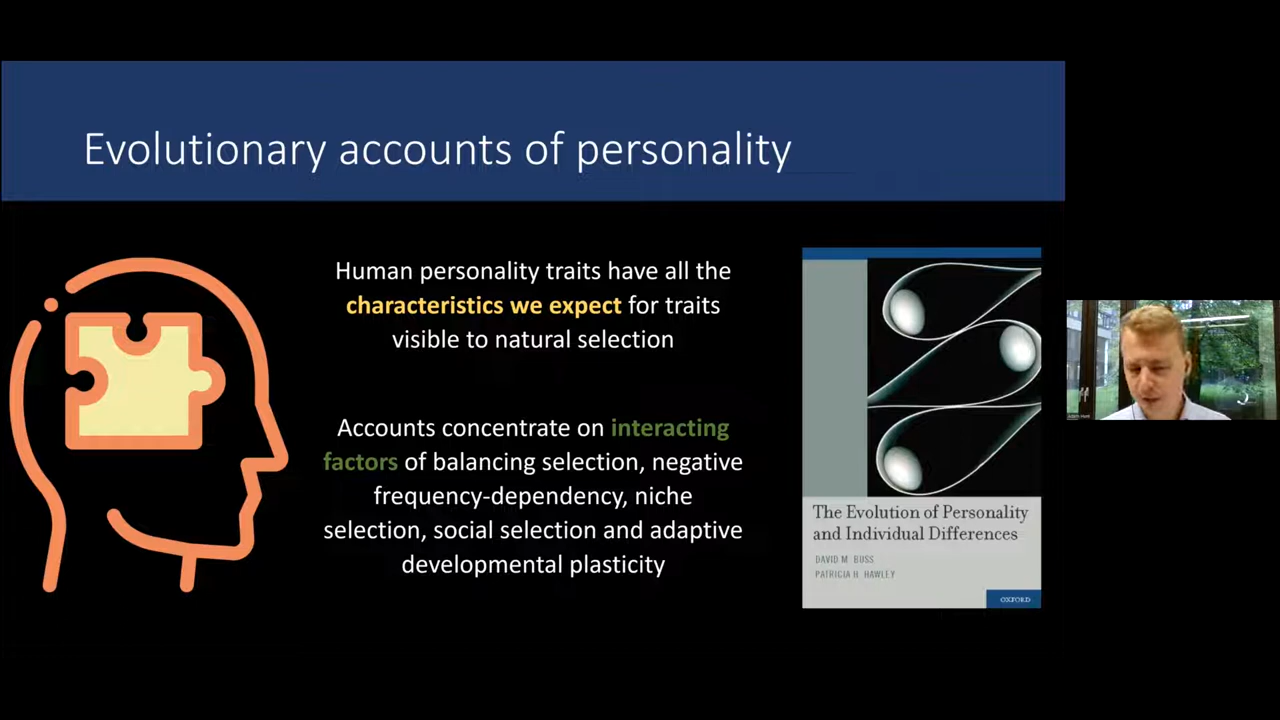 Evolutionary accounts of personality
Human personality traits have all the
characteristics we expect for traits
visible to natural selection
Accounts concentrate on interacting
factors of balancing selection, negative
frequency-dependency, niche
selection, social selection and adaptive
developmental plasticity
The Evolution of Personality
and Individual Differences
DAVID M. BUSS
PATRICIA H. HAWLEY
OXFORD